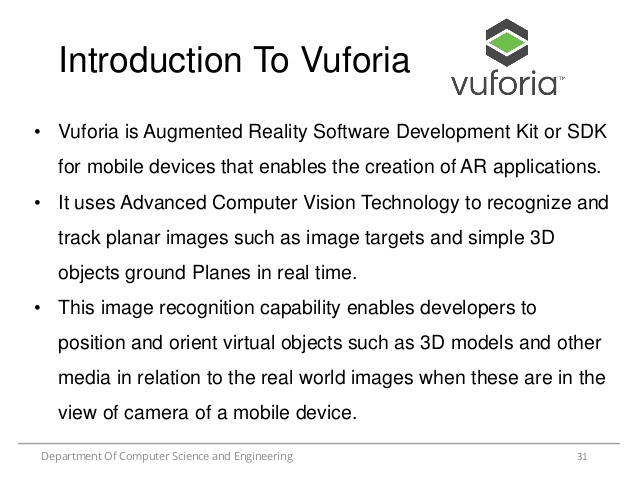 Introduction To Vuforia
vuforia™
• Vuforia is Augmented Reality Software Development Kit or SDK
for mobile devices that enables the creation of AR applications.
• It uses Advanced Computer Vision Technology to recognize and
track planar images such as image targets and simple 3D
objects ground Planes in real time.
• This image recognition capability enables developers to
position and orient virtual objects such as 3D models and other
media in relation to the real world images when these are in the
view of camera of a mobile device.
Department Of Computer Science and Engineering 31